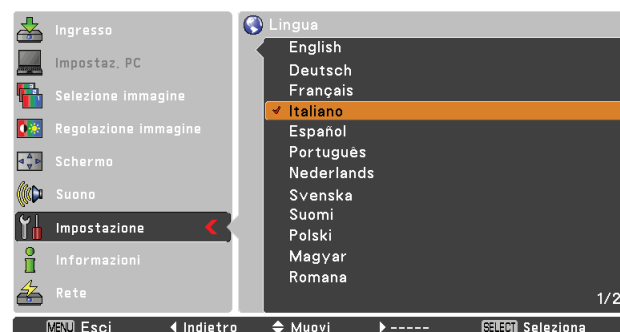 Ingresso
Impostaz. PC
Selezione immagine
Regolazione immagine
Schermo
Suono
Impostazione
Informazioni
Rete
Lingua
English
Deutsch
Français
Italiano
Español
Português
Nederlands
Svenska
Suomi
Polski
Magyar
Romana
1/2
MENU Esci Indietro Muovi ----- SELECT Seleziona